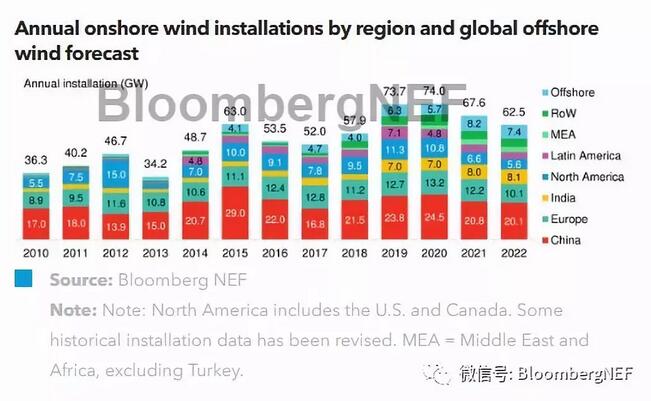 Annual onshore wind installations by region and global offshore
wind forecast
Annual installation (GW)
BloombergNEF
36.3 40.2 46.7 34.2 48.7 63.0 53.5 52.0 57.9 73.7 74.0 67.6 62.5
4.1 4.7 4.0 6.3 5.7 8.2 7.4
4.8 7.1 4.8
5.5 7.5 15.0 7.0 10.0 9.1 7.8 9.5 11.3 10.8 6.6 5.6
7.0 7.0 8.0 8.1
8.9 9.5 11.6 10.8 10.6 11.1 12.4 12.8 11.2 12.7 13.2 12.2 10.1
17.0 18.0 13.9 15.0 20.7 29.0 22.0 16.8 21.5 23.8 24.5 20.8 20.1
2010 2011 2012 2013 2014 2015 2016 2017 2018 2019 2020 2021 2022
Offshore
RoW
MEA
Latin America
North America
India
Europe
China
Source: Bloomberg NEF
Note: Note: North America includes the U.S. and Canada. Some
historical installation data has been revised. MEA = Middle East and
Africa, excluding Turkey.
微信号: BloombergNEF